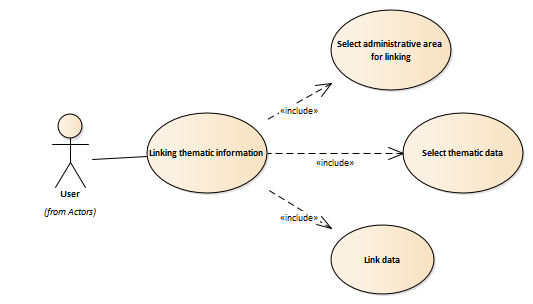 Select administrative area
for linking
«include»
Linking thematic information
Select thematic data
«include»
User
(from Actors)
«include»
Link data